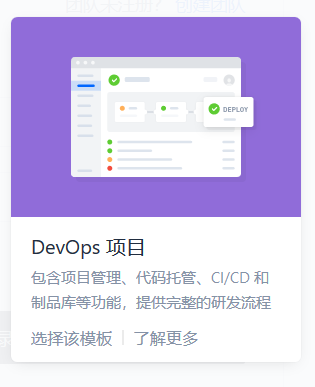 团队未注册? 创建团队
DEPLOY
DevOps 项目
包含项目管理、代码托管、CI/CD 和
制品库等功能，提供完整的研发流程
选择该模板 | 了解更多